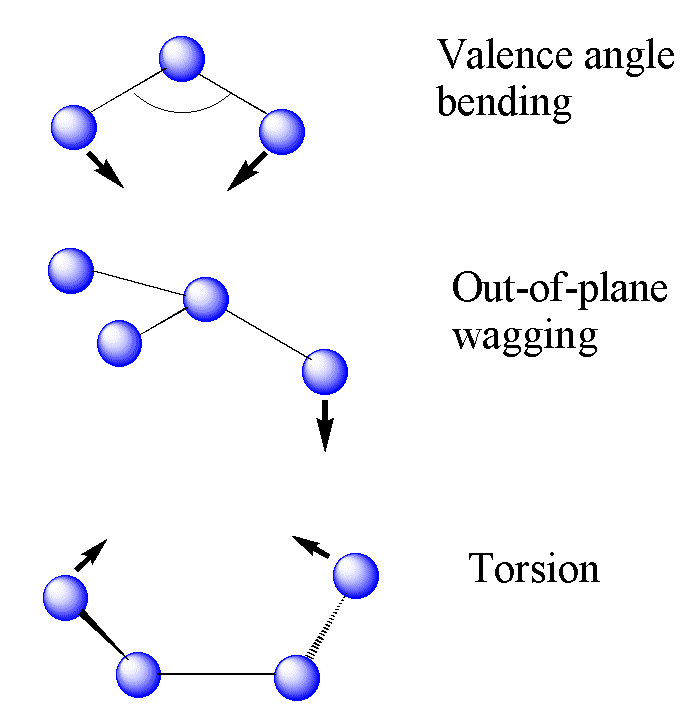 Valence angle
bending
Out-of-plane
wagging
Torsion